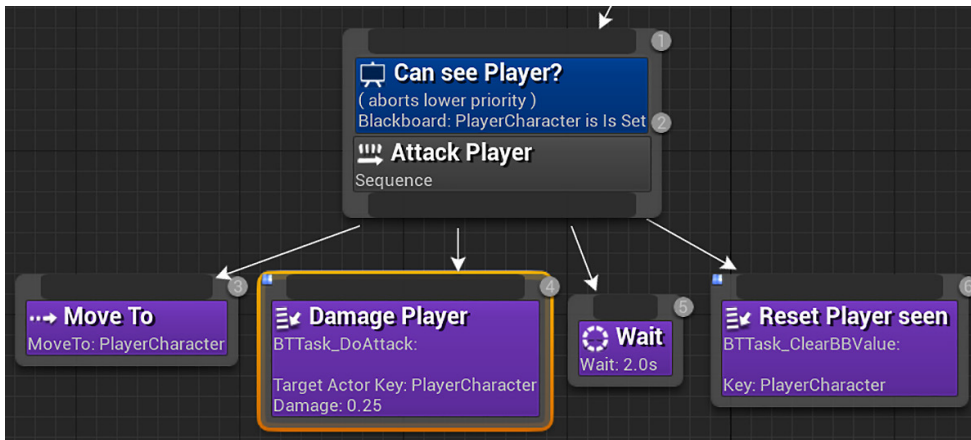 1
Can see Player?
( aborts lower priority )
Blackboard: PlayerCharacter is Is Set
2
Attack Player
Sequence
3
Move To
MoveTo: PlayerCharacter
4
Damage Player
BTTask_DoAttack:
Target Actor Key: PlayerCharacter
Damage: 0.25
5
Wait
Wait: 2.0s
6
Reset Player seen
BTTask_ClearBBValue:
Key: PlayerCharacter